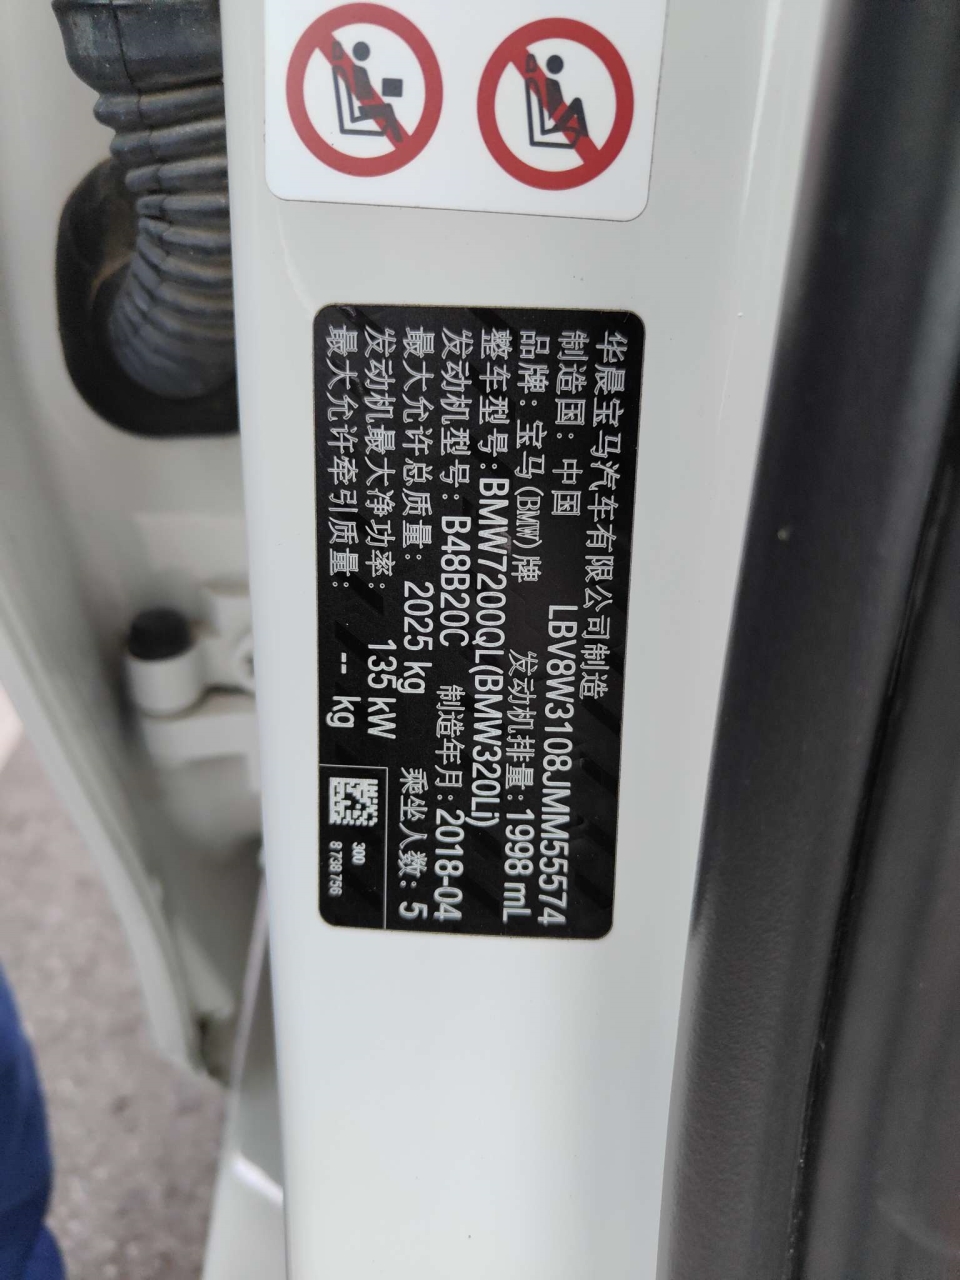 华晨宝马汽车有限公司制造
制造国：中国 LBV8W3108JMM55574
品牌：宝马(BMW)牌 发动机排量：1998 mL
整车型号：BMW7200QL(BMW320Li)
发动机型号：B48B20C 制造年月：2018-04
最大允许总质量：2025 kg 乘坐人数：5
发动机最大净功率：135 kW
最大允许牵引质量：-- kg
300
8 738 756